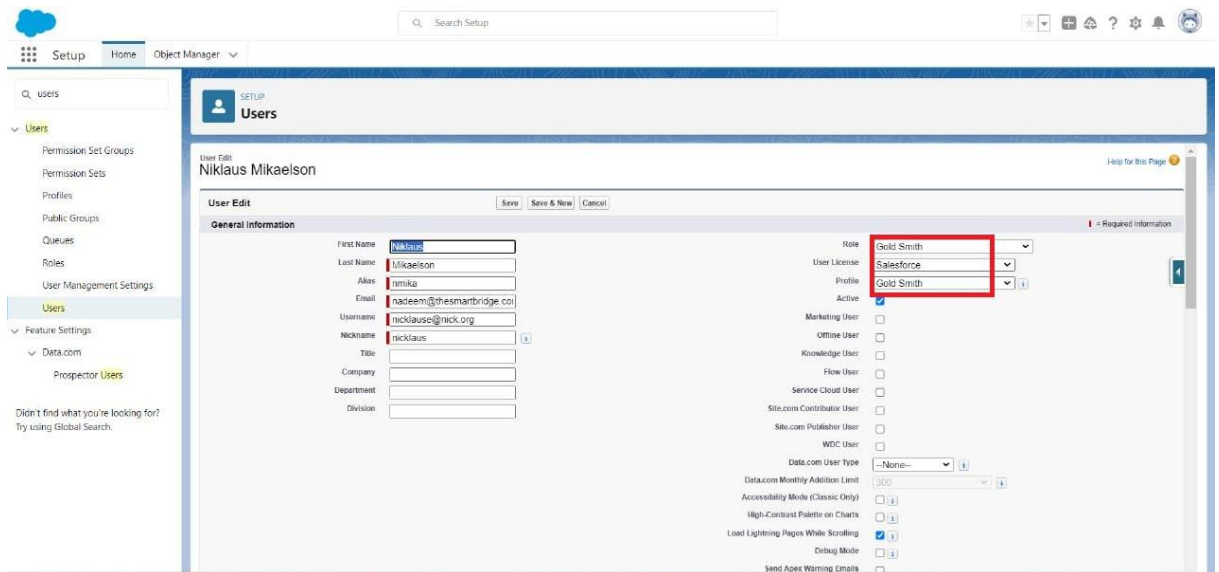 Search Setup
Setup
Home
Object Manager
users
Users
Permission Set Groups
Permission Sets
Profiles
Public Groups
Queues
Roles
User Management Settings
Users
Feature Settings
Data.com
Prospector Users
Didn't find what you're looking for?
Try using Global Search.
SETUP
Users
User Edit
Niklaus Mikaelson
Help for this Page
User Edit
Save
Save & New
Cancel
General Information
= Required Information
First Name Niklaus
Last Name Mikaelson
Alias nmika
Email nadeem@thesmartbridge.co
Username nicklause@nick.org
Nickname nicklaus
Title
Company
Department
Division
Role Gold Smith
User License Salesforce
Profile Gold Smith
Active
Marketing User
Offline User
Knowledge User
Flow User
Service Cloud User
Site.com Contributor User
Site.com Publisher User
WDC User
Data.com User Type --None--
Data.com Monthly Addition Limit 300
Accessibility Mode (Classic Only)
High-Contrast Palette on Charts
Load Lightning Pages While Scrolling
Debug Mode
Send Apex Warning Emails